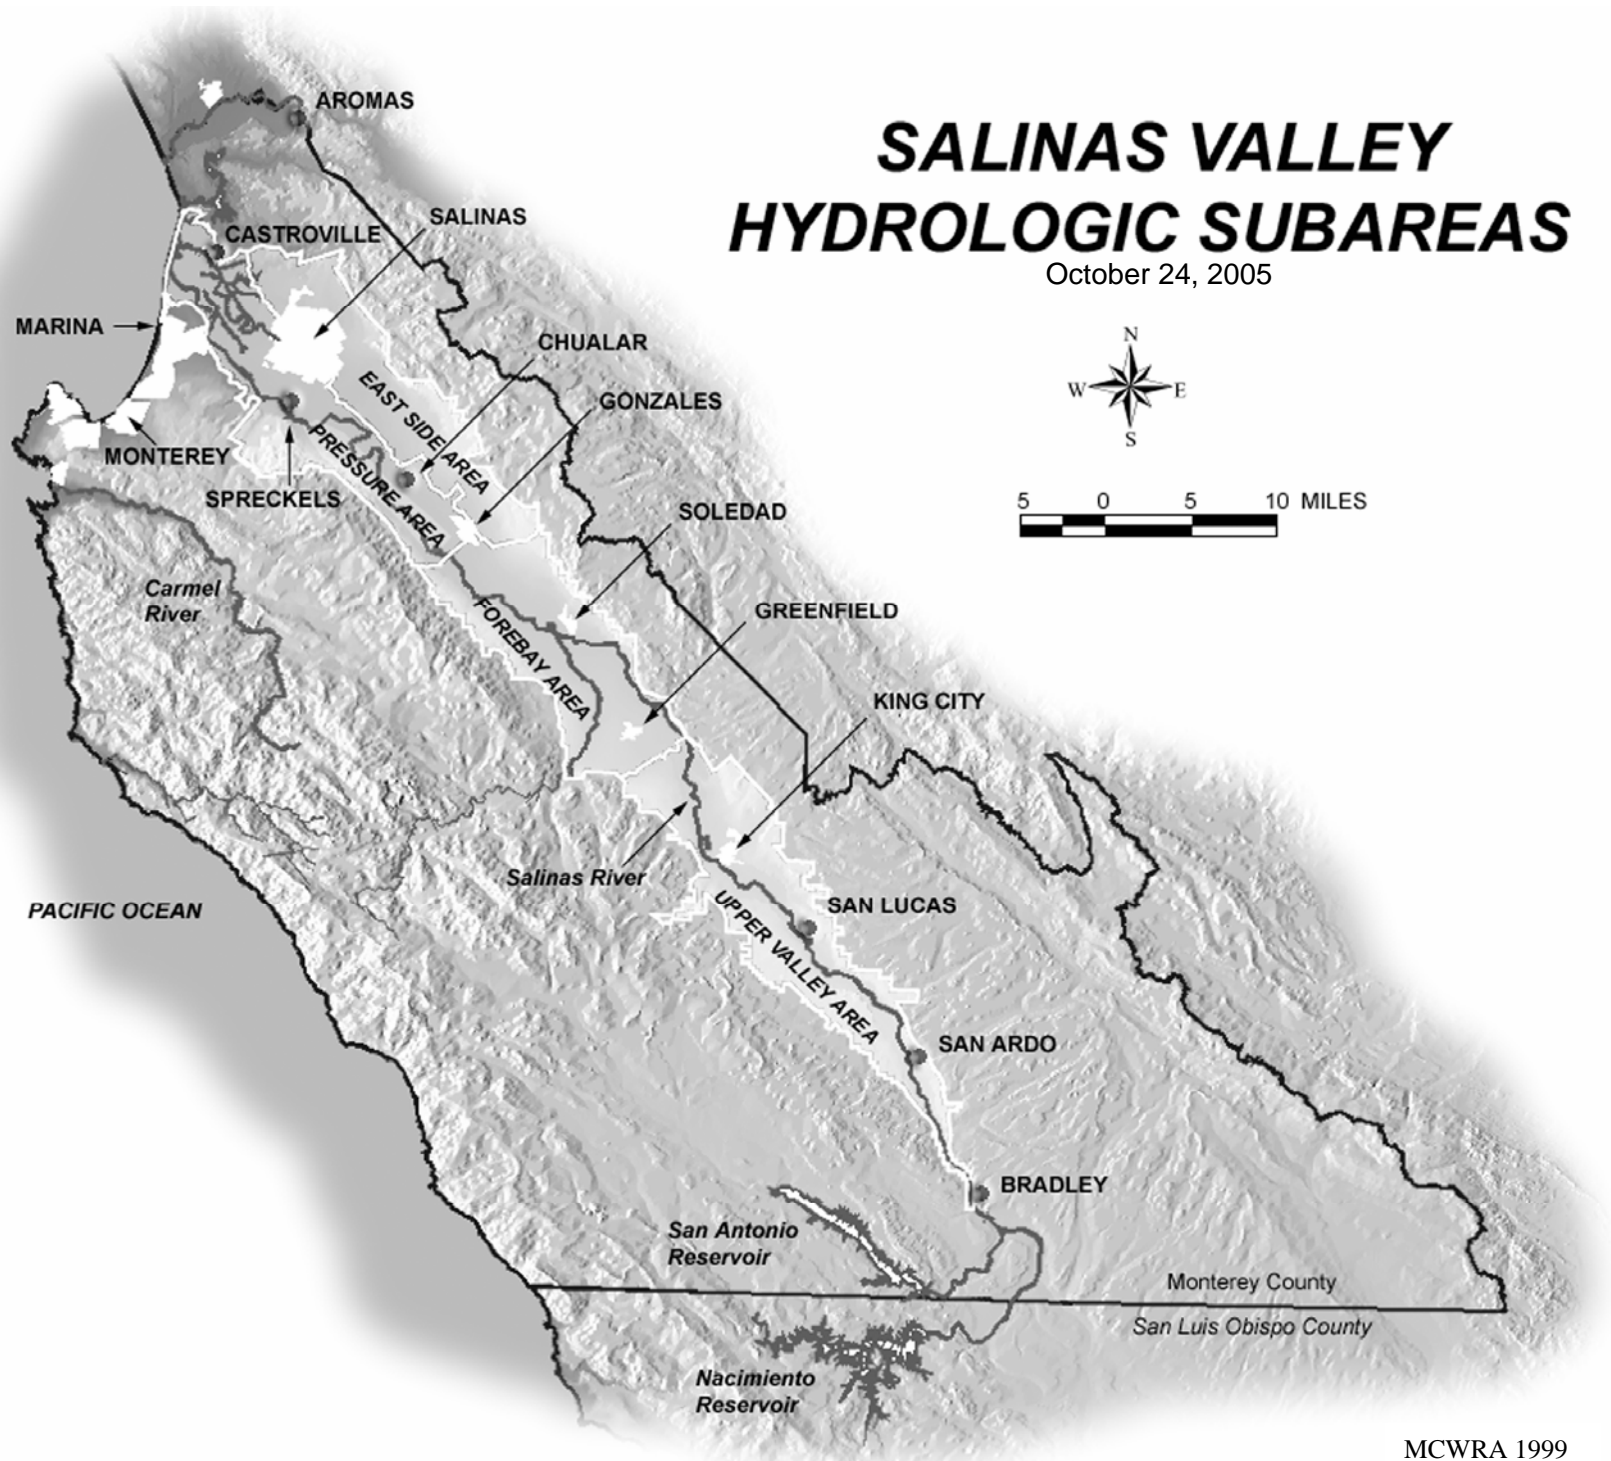 AROMAS
SALINAS VALLEY
HYDROLOGIC SUBAREAS
October 24, 2005
SALINAS
CASTROVILLE
MARINA
CHUALAR
N
W E
S
EAST SIDE AREA
GONZALES
PRESSURE AREA
MONTEREY
SPRECKELS
5 0 5 10 MILES
SOLEDAD
Carmel
River
FOREBAY AREA
GREENFIELD
KING CITY
Salinas River
PACIFIC OCEAN
SAN LUCAS
UPPER VALLEY AREA
SAN ARDO
BRADLEY
San Antonio
Reservoir
Monterey County
San Luis Obispo County
Nacimiento
Reservoir
MCWRA 1999